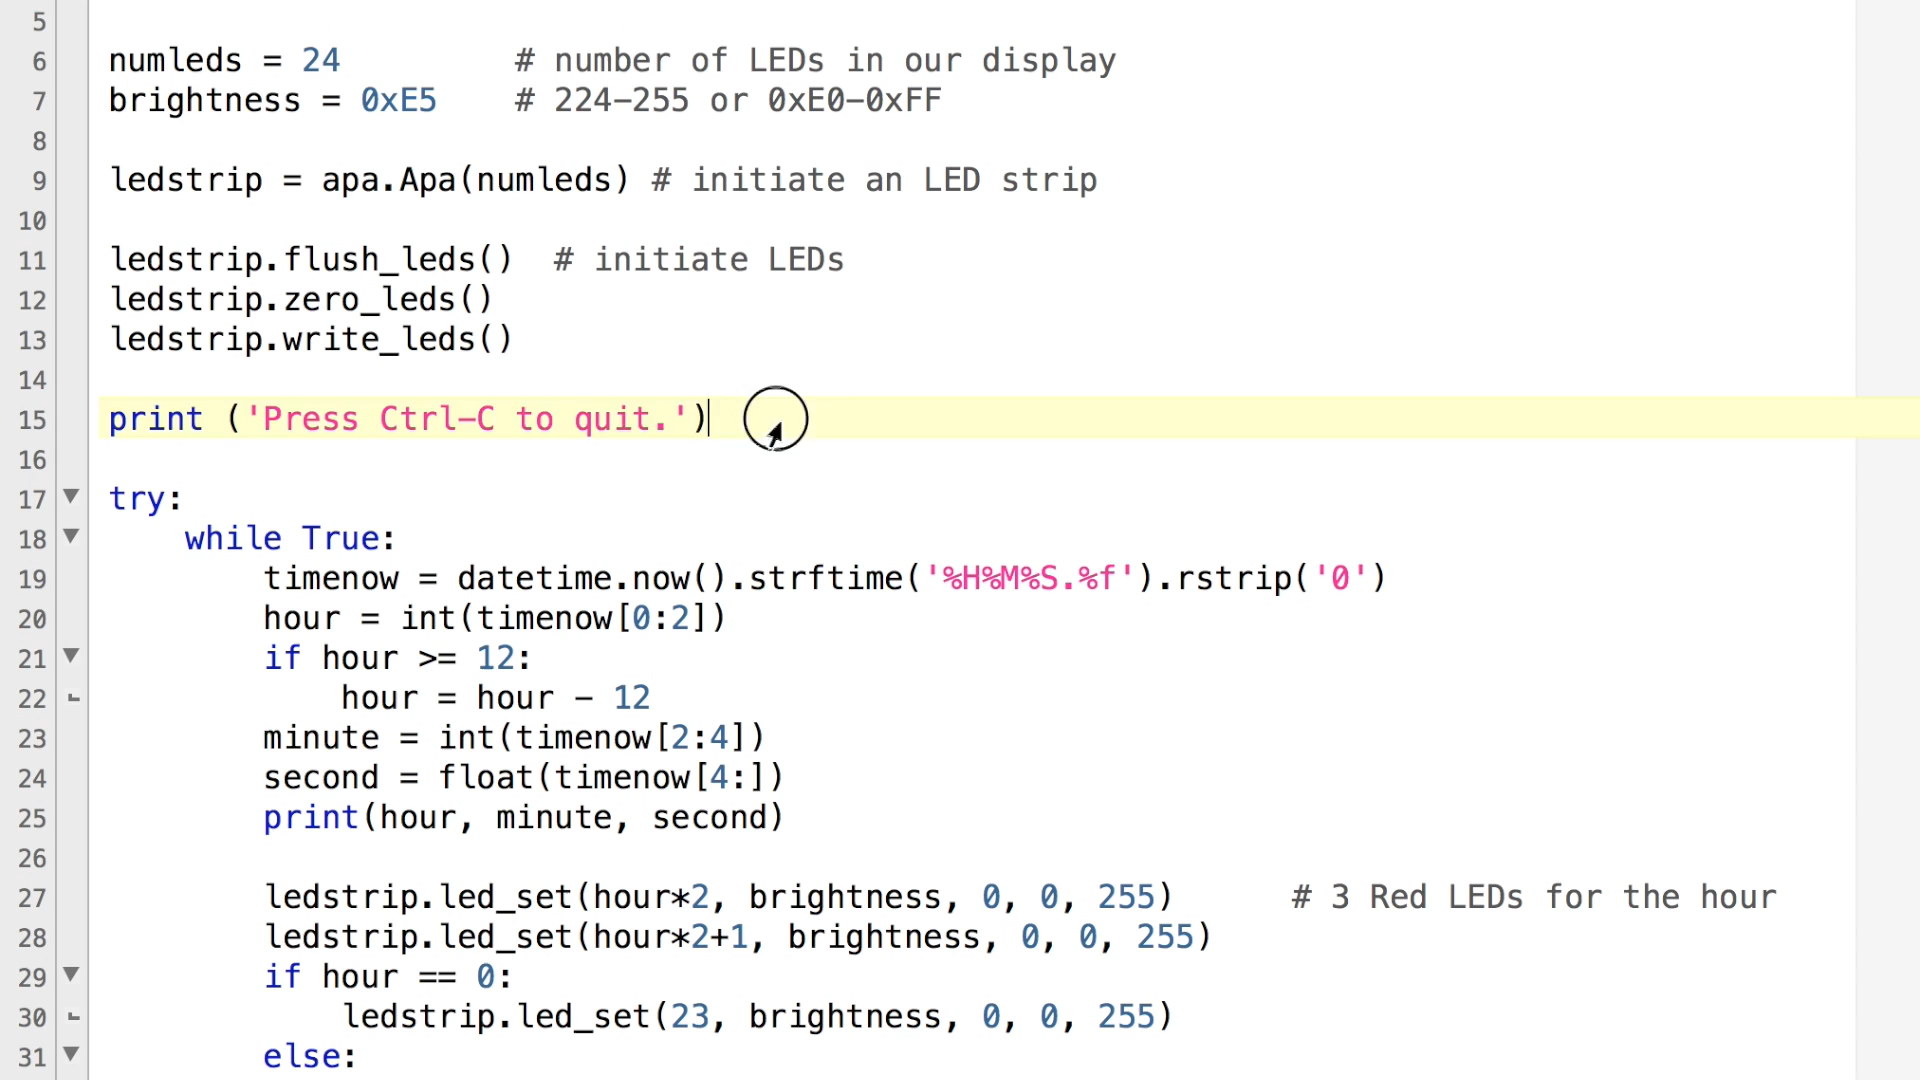 5
6 numleds = 24 # number of LEDs in our display
7 brightness = 0xE5 # 224-255 or 0xE0-0xFF
8
9 ledstrip = apa.Apa(numleds) # initiate an LED strip
10
11 ledstrip.flush_leds() # initiate LEDs
12 ledstrip.zero_leds()
13 ledstrip.write_leds()
14
15 print ('Press Ctrl-C to quit.')
16
17 try:
18 while True:
19 timenow = datetime.now().strftime('%H%M%S.%f').rstrip('0')
20 hour = int(timenow[0:2])
21 if hour >= 12:
22 hour = hour - 12
23 minute = int(timenow[2:4])
24 second = float(timenow[4:])
25 print(hour, minute, second)
26
27 ledstrip.led_set(hour*2, brightness, 0, 0, 255) # 3 Red LEDs for the hour
28 ledstrip.led_set(hour*2+1, brightness, 0, 0, 255)
29 if hour == 0:
30 ledstrip.led_set(23, brightness, 0, 0, 255)
31 else: